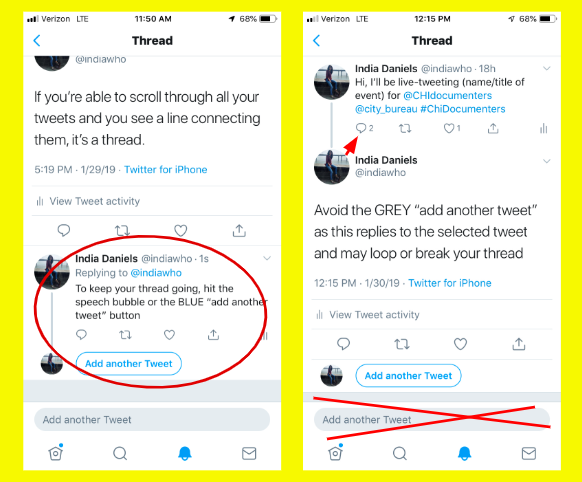 Verizon LTE 11:50 AM 68%
Thread
@indiawho
If you're able to scroll through all your
tweets and you see a line connecting
them, it's a thread.
5:19 PM · 1/29/19 · Twitter for iPhone
View Tweet activity
India Daniels @indiawho · 1s
Replying to @indiawho
To keep your thread going, hit the
speech bubble or the BLUE “add another
tweet” button
Add another Tweet
Add another Tweet
Verizon LTE 12:15 PM 68%
Thread
India Daniels @indiawho · 18h
Hi, I'll be live-tweeting (name/title of
event) for @CHIdocumenters
@city_bureau #ChiDocumenters
2 1
India Daniels
@indiawho
Avoid the GREY “add another tweet”
as this replies to the selected tweet
and may loop or break your thread
12:15 PM · 1/30/19 · Twitter for iPhone
View Tweet activity
Add another Tweet
Add another Tweet